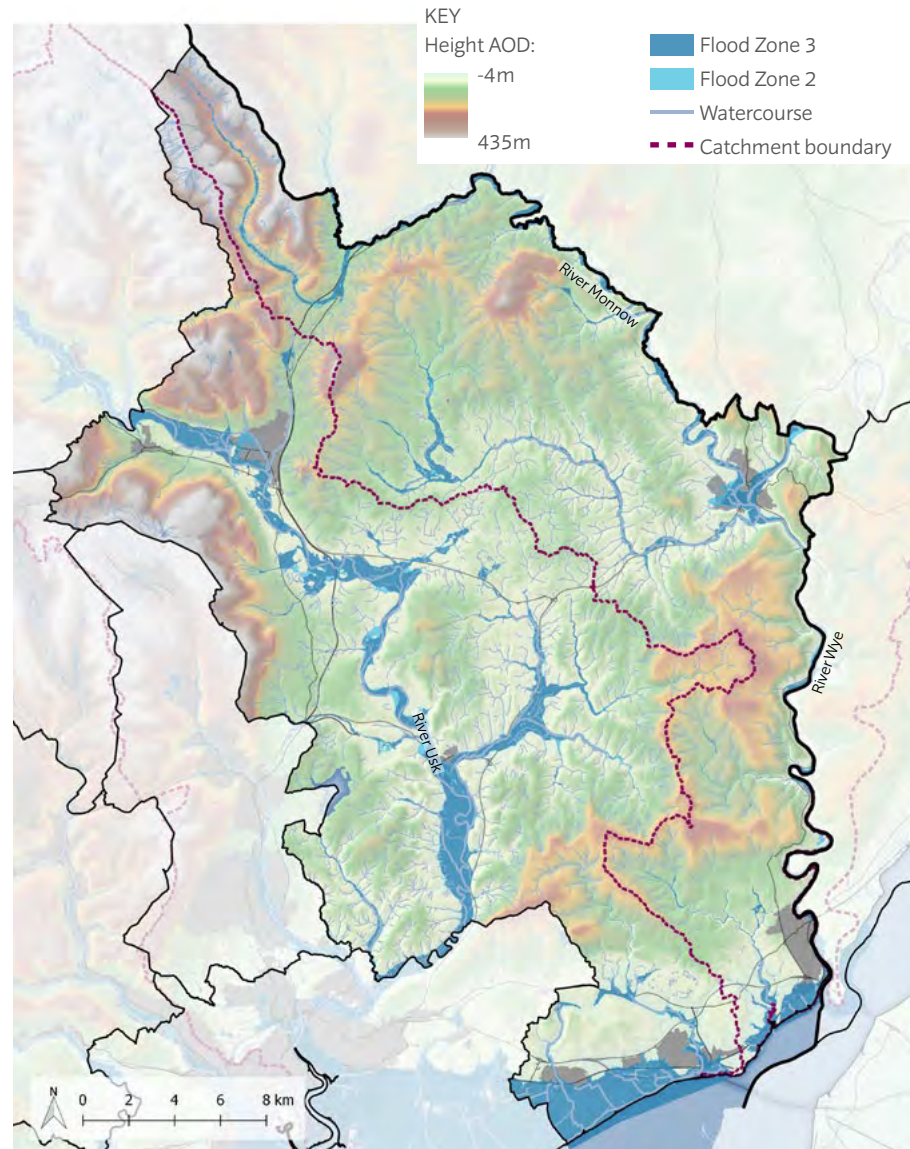 KEY
Height AOD:
-4m
435m
Flood Zone 3
Flood Zone 2
Watercourse
Catchment boundary
River Monnow
River Wye
River Usk
N
0 2 4 6 8 km